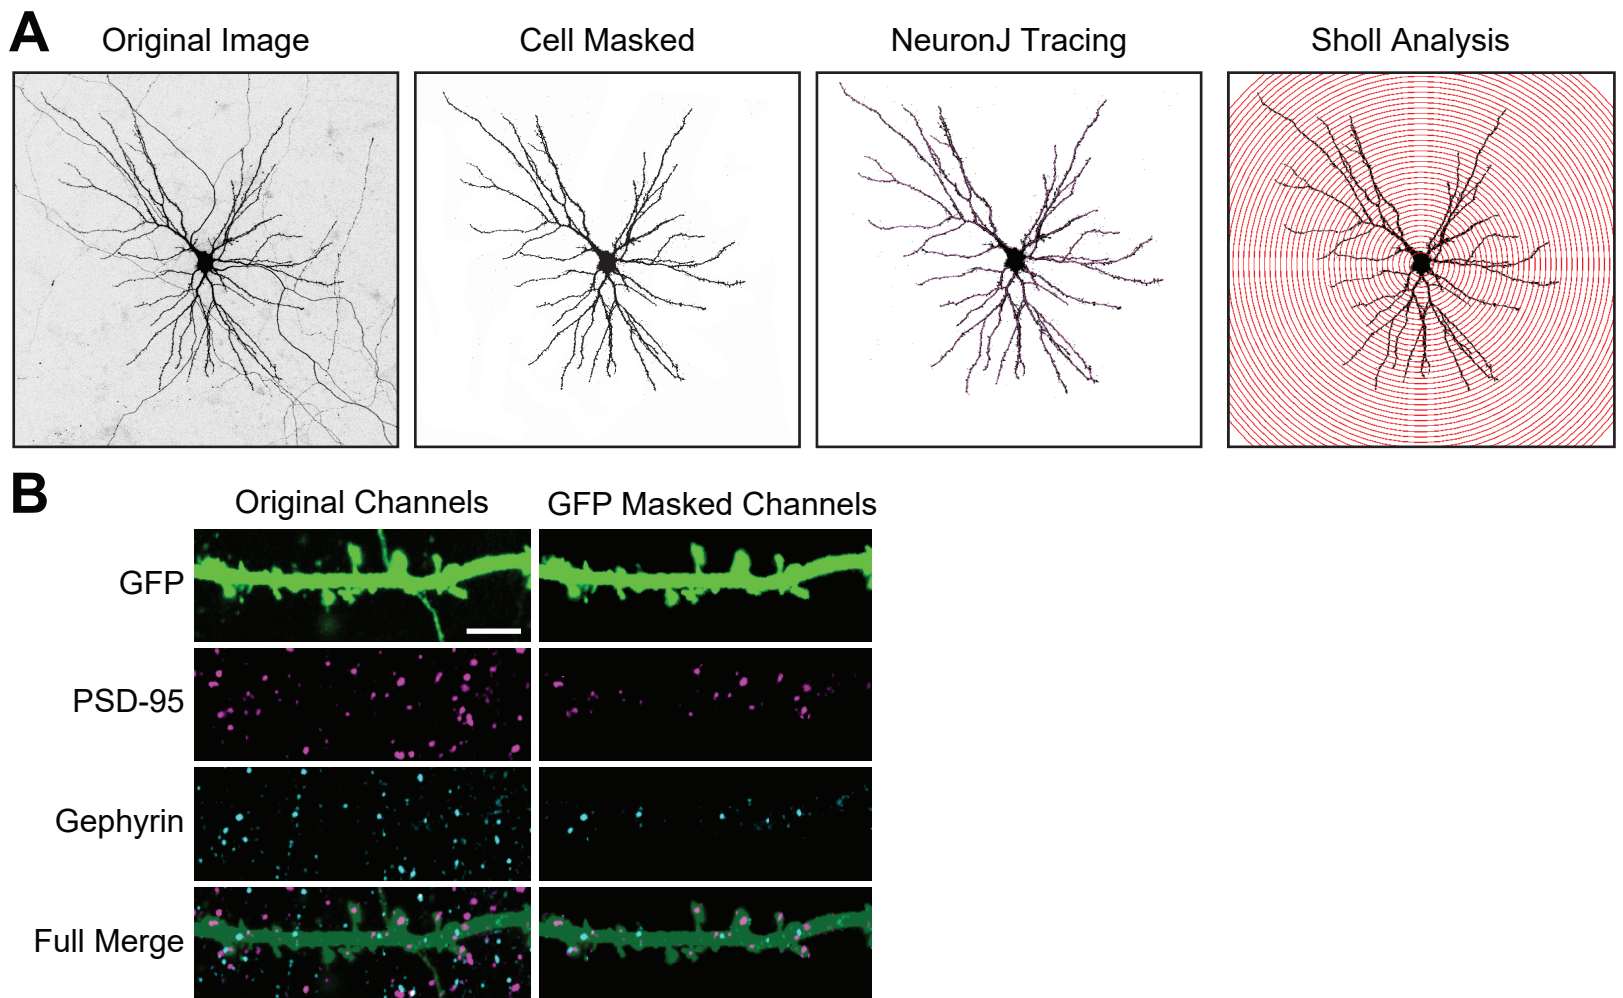 A
Original Image
Cell Masked
NeuronJ Tracing
Sholl Analysis
B
Original Channels
GFP Masked Channels
GFP
PSD-95
Gephyrin
Full Merge